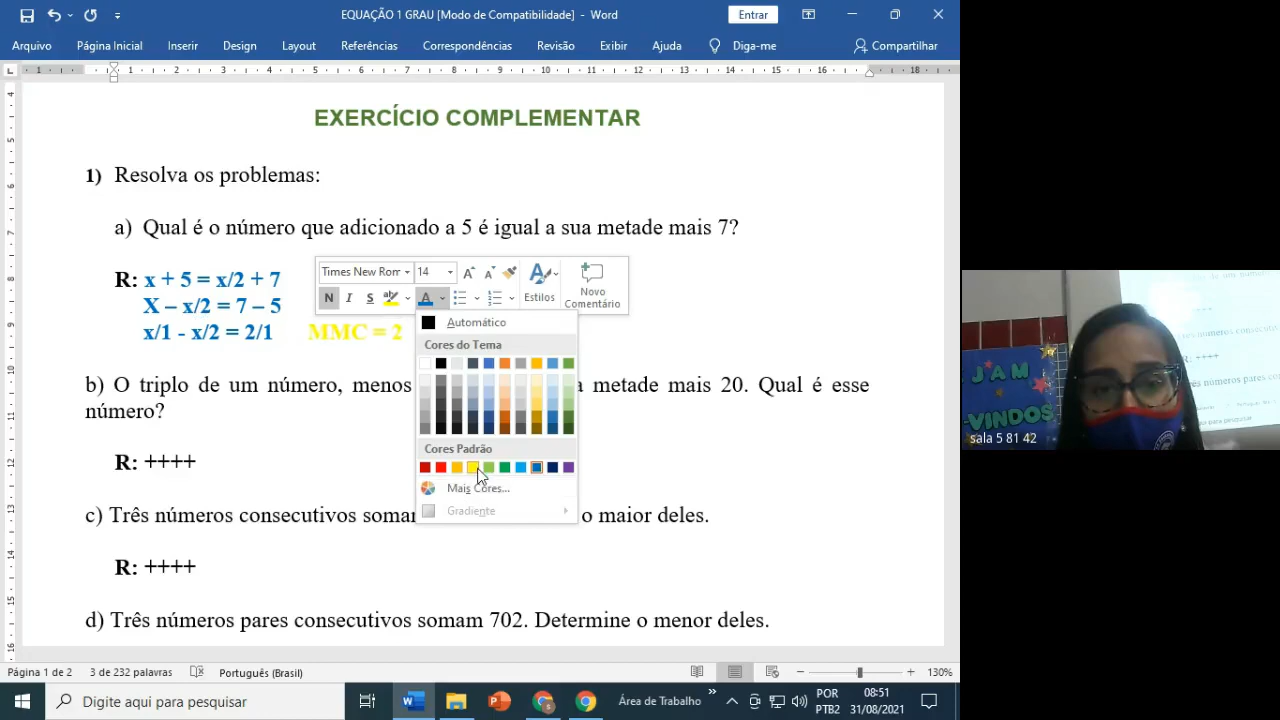 EQUAÇÃO 1 GRAU [Modo de Compatibilidade] - Word
Entrar
Arquivo Página Inicial Inserir Design Layout Referências Correspondências Revisão Exibir Ajuda Diga-me Compartilhar
EXERCÍCIO COMPLEMENTAR
1) Resolva os problemas:
a) Qual é o número que adicionado a 5 é igual a sua metade mais 7?
R: x + 5 = x/2 + 7
X – x/2 = 7 – 5
x/1 - x/2 = 2/1 MMC = 2
Times New Rom 14
N I S A
Estilos
Novo
Comentário
Automático
Cores do Tema
Cores Padrão
Mais Cores...
Gradiente
b) O triplo de um número, menos
a metade mais 20. Qual é esse
número?
R: ++++
c) Três números consecutivos somam
o maior deles.
R: ++++
d) Três números pares consecutivos somam 702. Determine o menor deles.
JAM
VINDOS
sala 5 81 42
Página 1 de 2 3 de 232 palavras Português (Brasil) 130%
Digite aqui para pesquisar
Área de Trabalho
POR
PTB2
08:51
31/08/2021